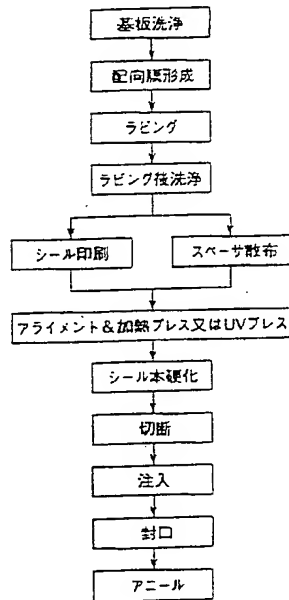 基板洗浄
配向膜形成
ラビング
ラビング後洗浄
シール印刷
スペーサ散布
アライメント&加熱プレス又はUVプレス
シール本硬化
切断
注入
封口
アニール